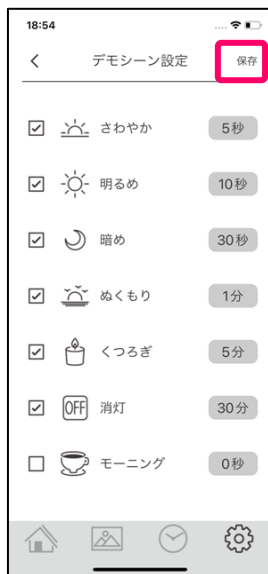 18:54
デモシーン設定 保存
さわやか 5秒
明るめ 10秒
暗め 30秒
ぬくもり 1分
くつろぎ 5分
OFF 消灯 30分
モーニング 0秒